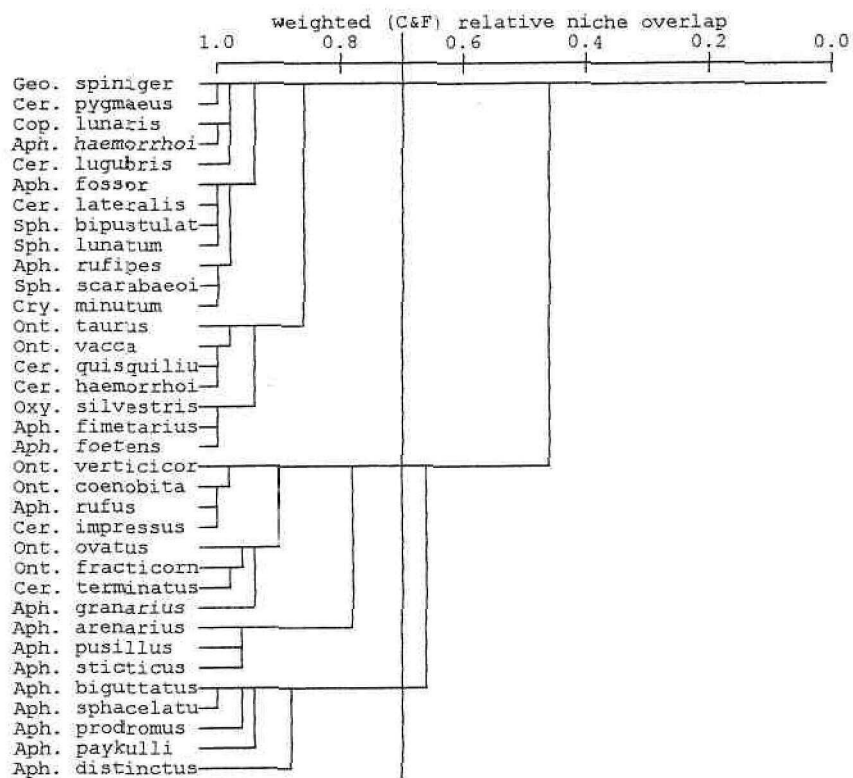 weighted (C&F) relative niche overlap
1.0 0.8 0.6 0.4 0.2 0.0
Geo. spiniger
Cer. pygmaeus
Cop. lunaris
Aph. haemorrhoi
Cer. lugubris
Aph. fossor
Cer. lateralis
Sph. bipustulat
Sph. lunatum
Aph. rufipes
Sph. scarabaeoi
Cry. minutum
Ont. taurus
Ont. vacca
Cer. quisquiliu
Cer. haemorrhoi
Oxy. silvestris
Aph. fimetarius
Aph. foetens
Ont. verticicor
Ont. coenobita
Aph. rufus
Cer. impressus
Ont. ovatus
Ont. fracticorn
Cer. terminatus
Aph. granarius
Aph. arenarius
Aph. pusillus
Aph. sticticus
Aph. biguttatus
Aph. sphacelatu
Aph. prodromus
Aph. paykulli
Aph. distinctus